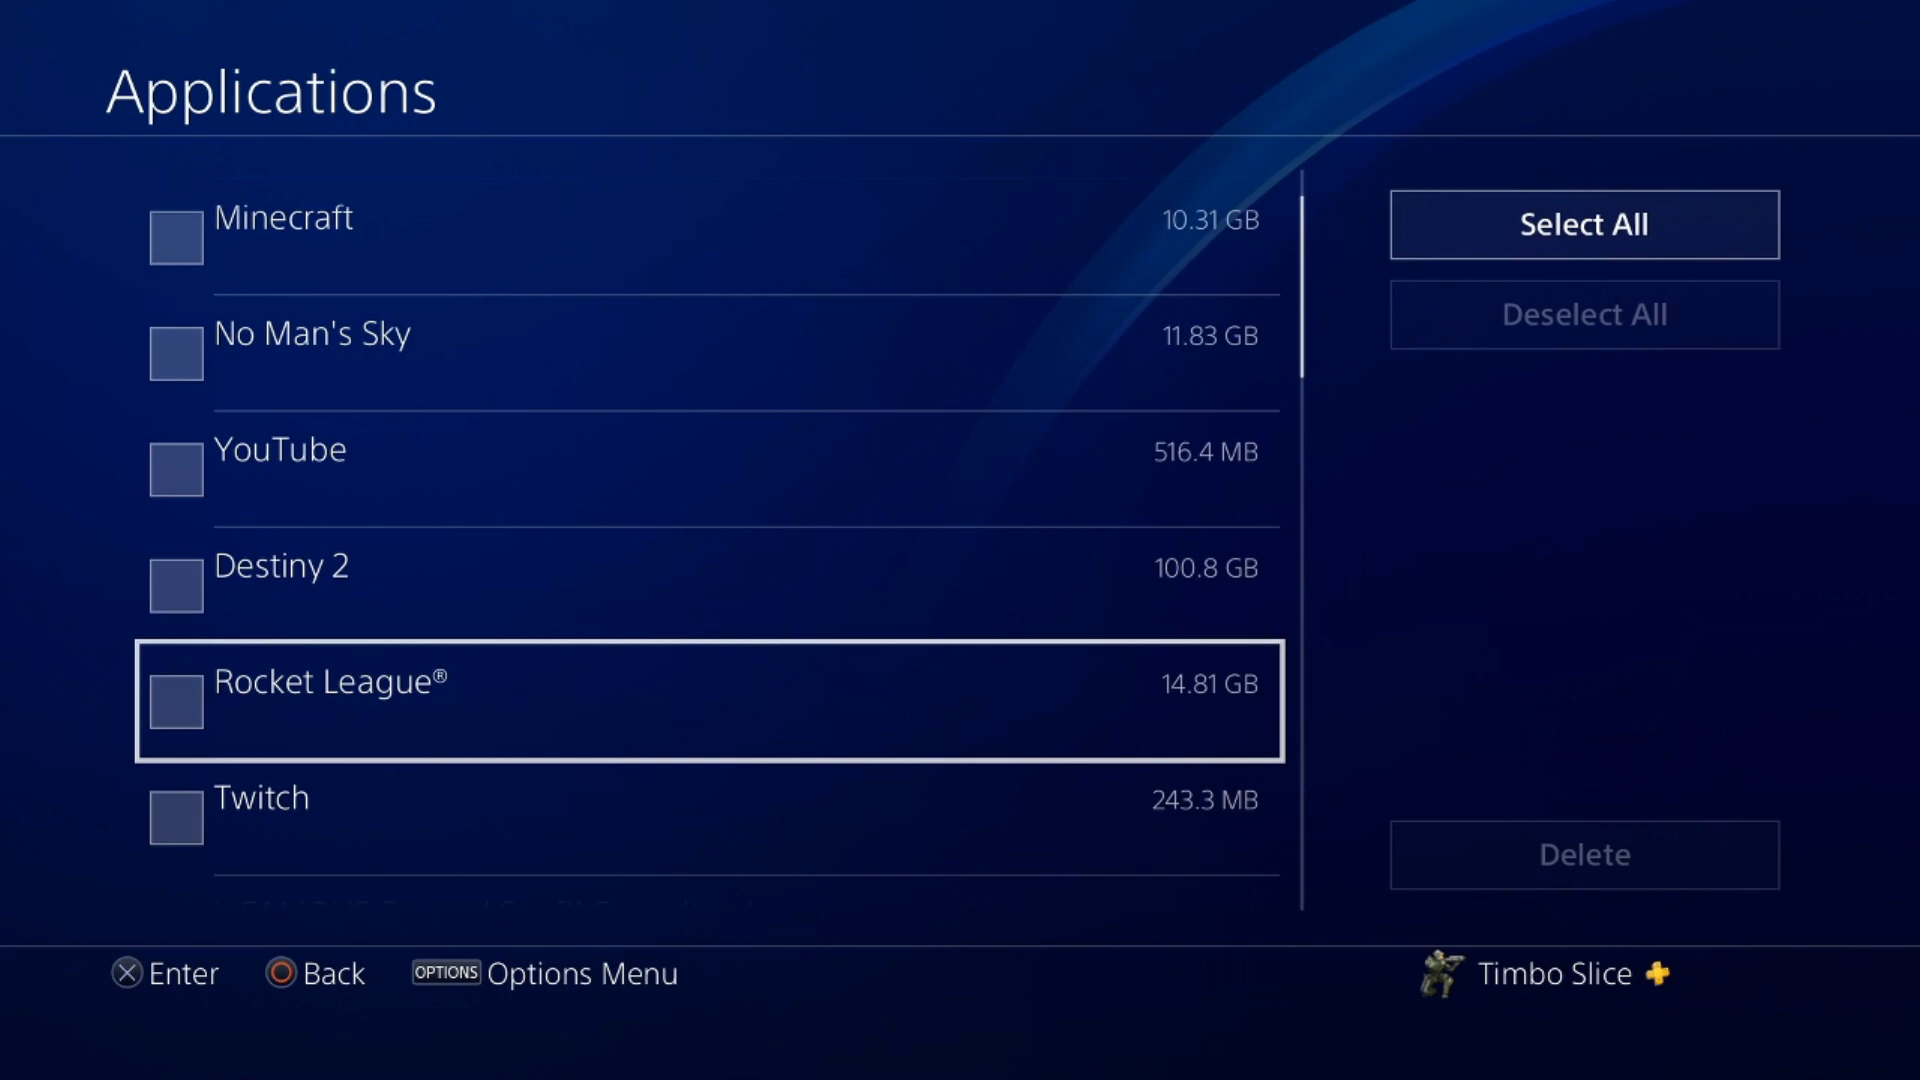 Applications
Minecraft 10.31 GB
No Man's Sky 11.83 GB
YouTube 516.4 MB
Destiny 2 100.8 GB
Rocket League® 14.81 GB
Twitch 243.3 MB
Select All
Deselect All
Delete
Enter Back OPTIONS Options Menu
Timbo Slice